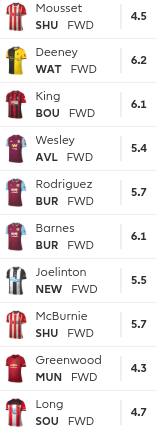 Mousset
SHU FWD
4.5
Deeney
WAT FWD
6.2
King
BOU FWD
6.1
Wesley
AVL FWD
5.4
Rodriguez
BUR FWD
5.7
Barnes
BUR FWD
6.1
Joelinton
NEW FWD
5.5
McBurnie
SHU FWD
5.7
Greenwood
MUN FWD
4.3
Long
SOU FWD
4.7